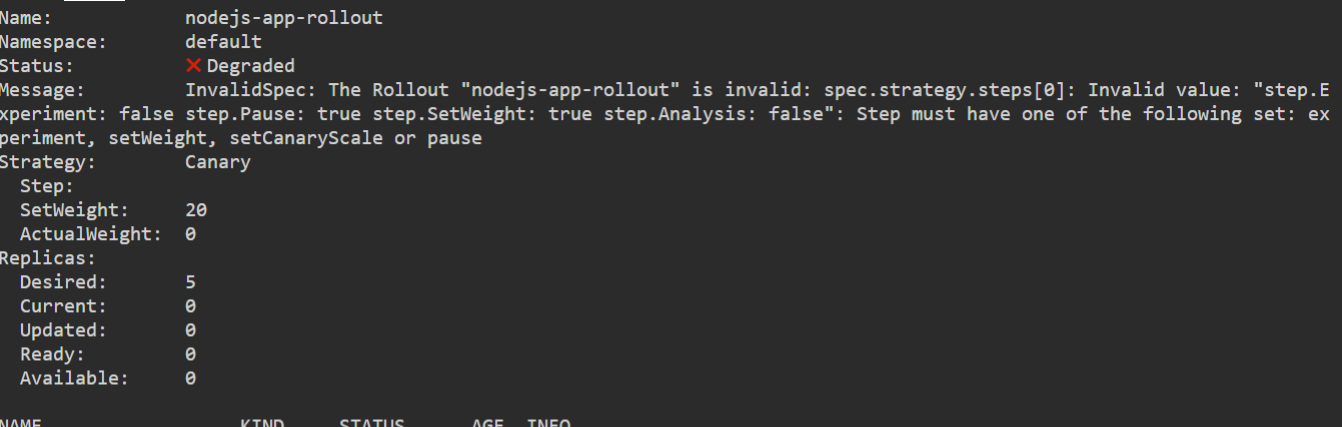 Name: nodejs-app-rollout
Namespace: default
Status: ❌ Degraded
Message: InvalidSpec: The Rollout "nodejs-app-rollout" is invalid: spec.strategy.steps[0]: Invalid value: "step.E
xperiment: false step.Pause: true step.SetWeight: true step.Analysis: false": Step must have one of the following set: ex
periment, setWeight, setCanaryScale or pause
Strategy: Canary
Step:
SetWeight: 20
ActualWeight: 0
Replicas:
Desired: 5
Current: 0
Updated: 0
Ready: 0
Available: 0
NAME KIND STATUS AGE INFO